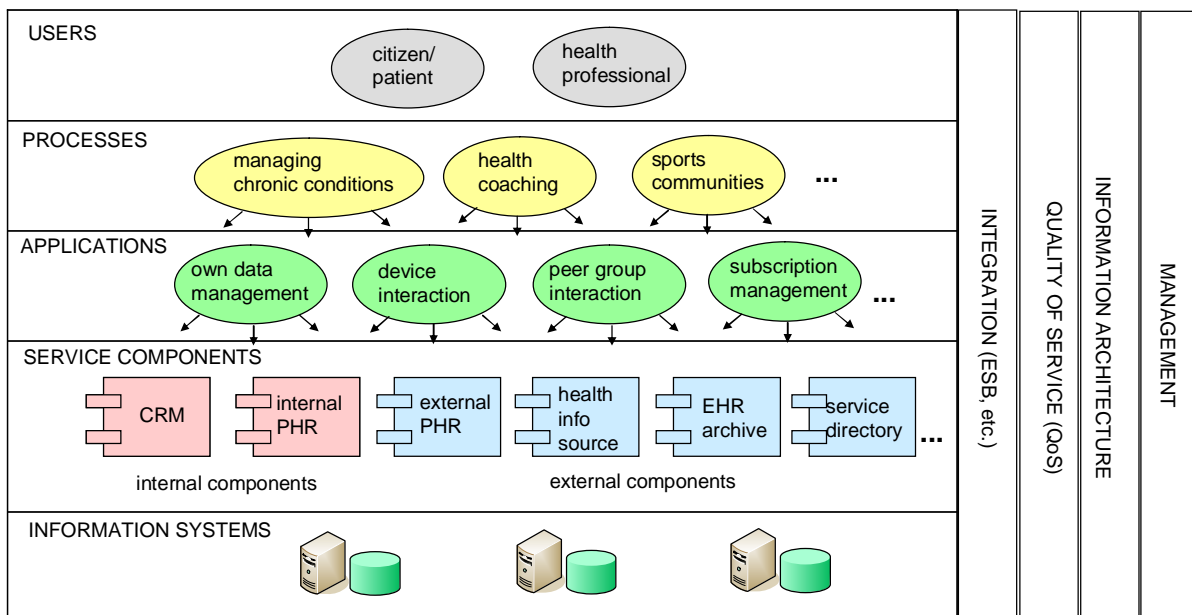 USERS
citizen/
patient
health
professional
PROCESSES
managing
chronic conditions
health
coaching
sports
communities
...
APPLICATIONS
own data
management
device
interaction
peer group
interaction
subscription
management
...
SERVICE COMPONENTS
CRM
internal
PHR
external
PHR
health
info
source
EHR
archive
service
directory
...
internal components
external components
INFORMATION SYSTEMS
INTEGRATION (ESB, etc.)
QUALITY OF SERVICE (QoS)
INFORMATION ARCHITECTURE
MANAGEMENT